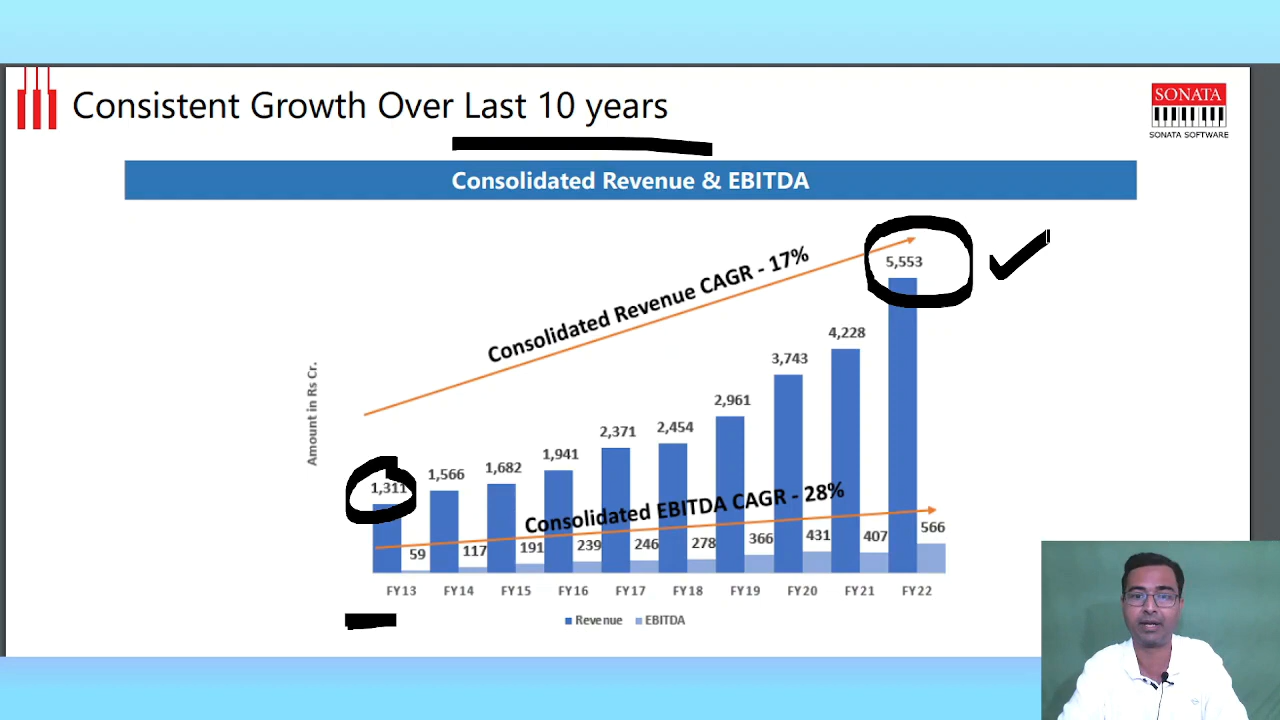 Consistent Growth Over Last 10 years
SONATA
SONATA SOFTWARE
Consolidated Revenue & EBITDA
Consolidated Revenue CAGR - 17%
Consolidated EBITDA CAGR - 28%
Amount in Rs Cr.
1,311 1,566 1,682 1,941 2,371 2,454 2,961 3,743 4,228 5,553
59 117 191 239 246 278 366 431 407 566
FY13 FY14 FY15 FY16 FY17 FY18 FY19 FY20 FY21 FY22
Revenue EBITDA